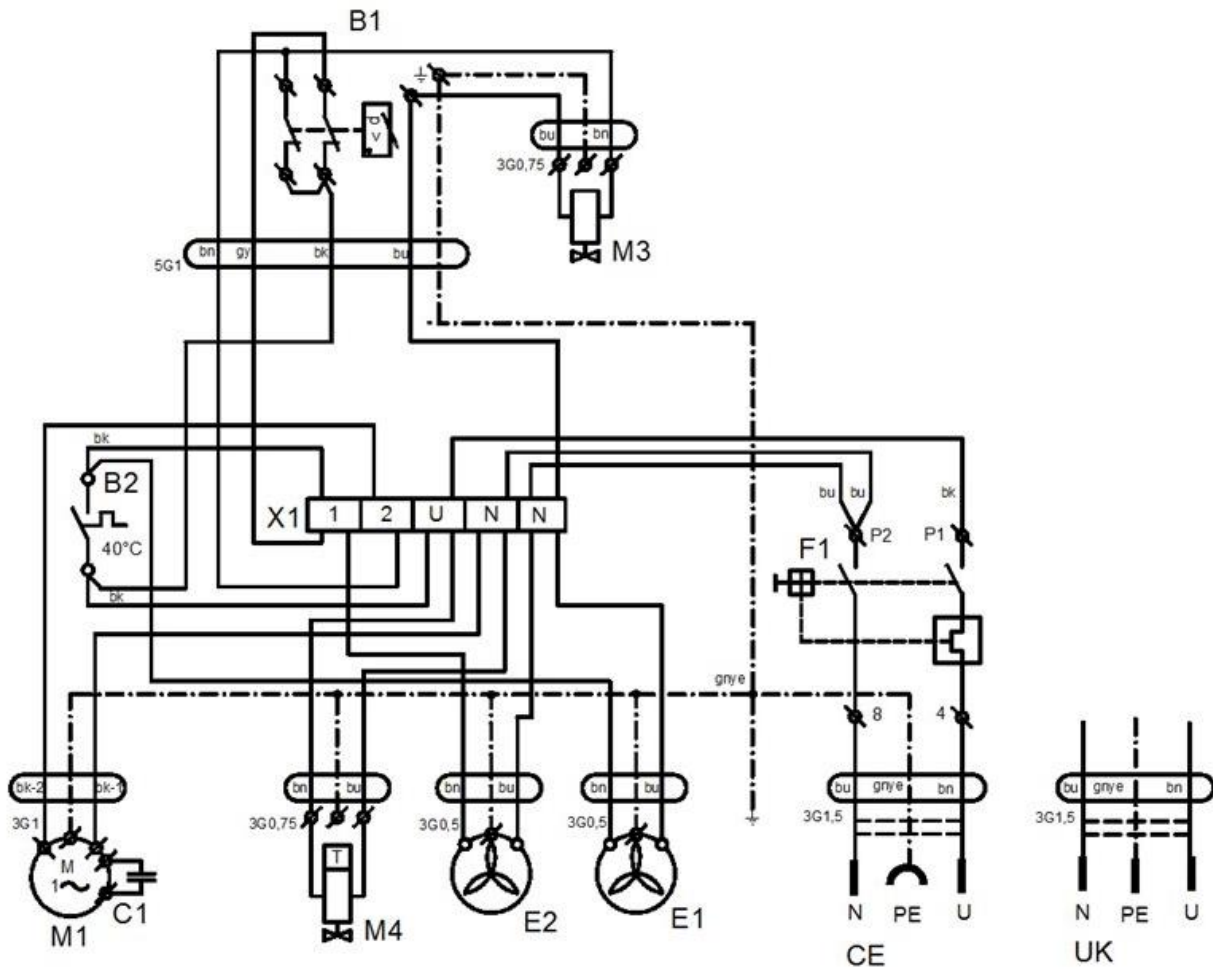 B1
p
>
bu bn
3G0,75
M3
bn gy bk bu
5G1
bk
B2
40°C
X1 1 2 U N N
bu bu bk
P2 P1
F1
bk
gnye
8 4
bk-2 bk-1
3G1
M
1~
C1
M1
bn bu
3G0,75
T
M4
bn bu
3G0,5
E2
bn bu
3G0,5
E1
bu gnye bn
3G1,5
N PE U
CE
bu gnye bn
3G1,5
N PE U
UK